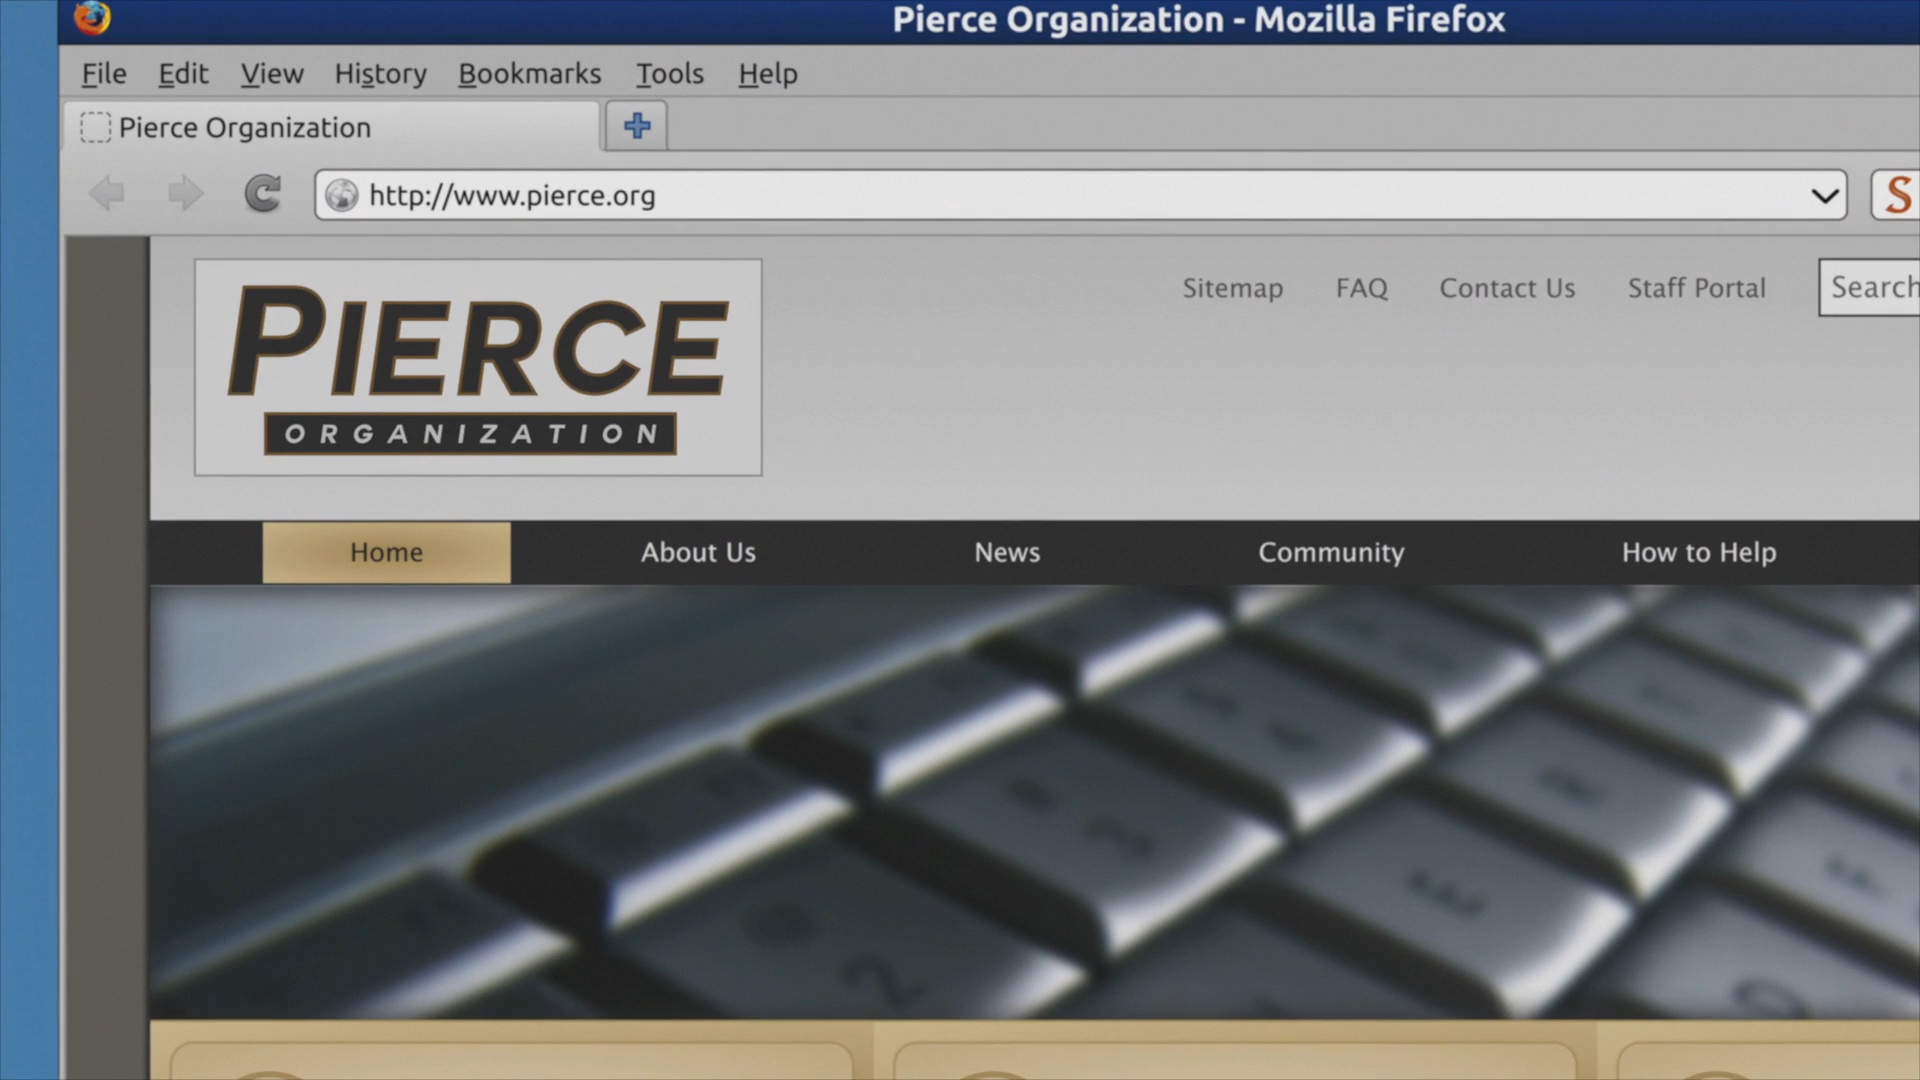 Pierce Organization - Mozilla Firefox
File Edit View History Bookmarks Tools Help
Pierce Organization
http://www.pierce.org
S
PIERCE
ORGANIZATION
Sitemap FAQ Contact Us Staff Portal Search
Home About Us News Community How to Help
2
E